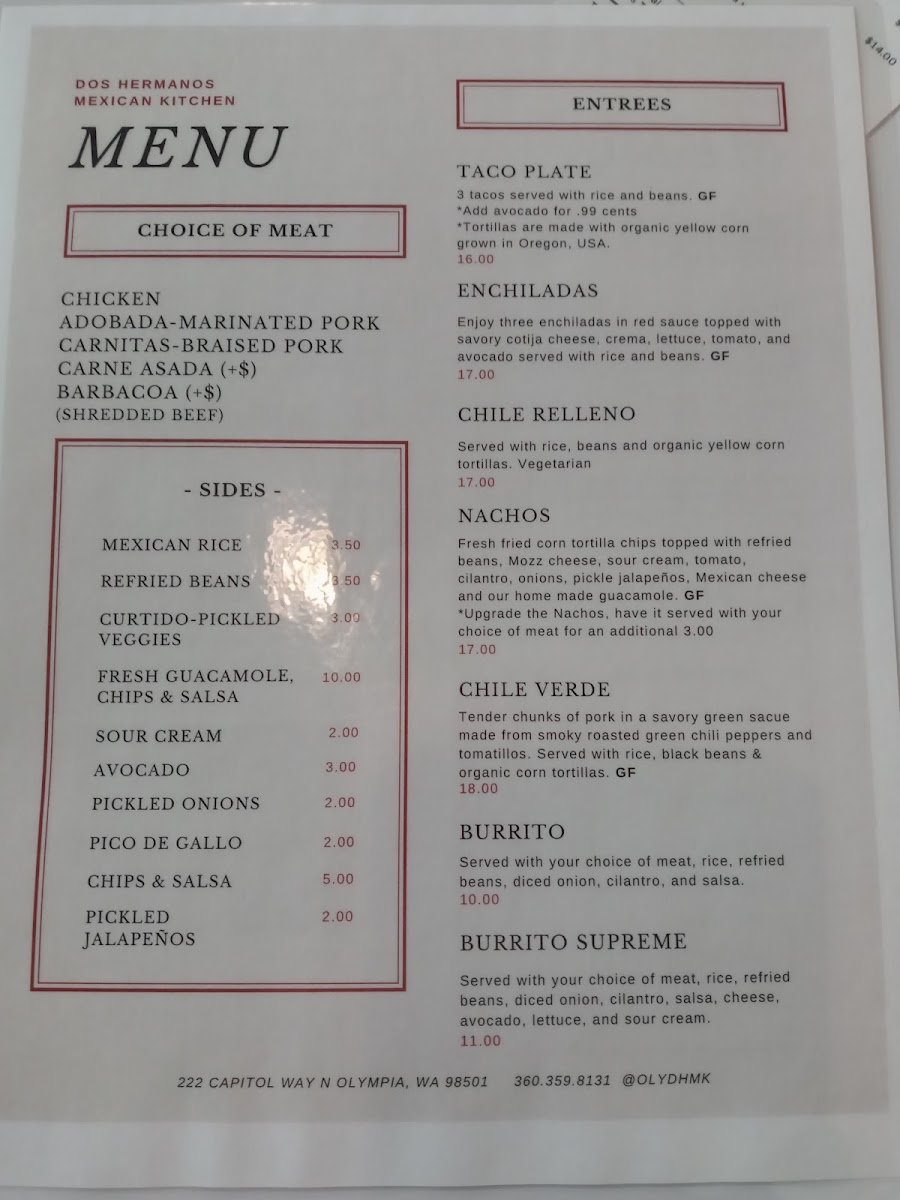 DOS HERMANOS
MEXICAN KITCHEN
MENU
CHOICE OF MEAT
CHICKEN
ADOBADA-MARINATED PORK
CARNITAS-BRAISED PORK
CARNE ASADA (+$)
BARBACOA (+$)
(SHREDDED BEEF)
- SIDES -
MEXICAN RICE 3.50
REFRIED BEANS 3.50
CURTIDO-PICKLED 3.00
VEGGIES
FRESH GUACAMOLE, 10.00
CHIPS & SALSA
SOUR CREAM 2.00
AVOCADO 3.00
PICKLED ONIONS 2.00
PICO DE GALLO 2.00
CHIPS & SALSA 5.00
PICKLED 2.00
JALAPEÑOS
ENTREES
TACO PLATE
3 tacos served with rice and beans. GF
*Add avocado for .99 cents
*Tortillas are made with organic yellow corn
grown in Oregon, USA.
16.00
ENCHILADAS
Enjoy three enchiladas in red sauce topped with
savory cotija cheese, crema, lettuce, tomato, and
avocado served with rice and beans. GF
17.00
CHILE RELLENO
Served with rice, beans and organic yellow corn
tortillas. Vegetarian
17.00
NACHOS
Fresh fried corn tortilla chips topped with refried
beans, Mozz cheese, sour cream, tomato,
cilantro, onions, pickle jalapeños, Mexican cheese
and our home made guacamole. GF
*Upgrade the Nachos, have it served with your
choice of meat for an additional 3.00
17.00
CHILE VERDE
Tender chunks of pork in a savory green sacue
made from smoky roasted green chili peppers and
tomatillos. Served with rice, black beans &
organic corn tortillas. GF
18.00
BURRITO
Served with your choice of meat, rice, refried
beans, diced onion, cilantro, and salsa.
10.00
BURRITO SUPREME
Served with your choice of meat, rice, refried
beans, diced onion, cilantro, salsa, cheese,
avocado, lettuce, and sour cream.
11.00
222 CAPITOL WAY N OLYMPIA, WA 98501 360.359.8131 @OLYDHMK
$14.00